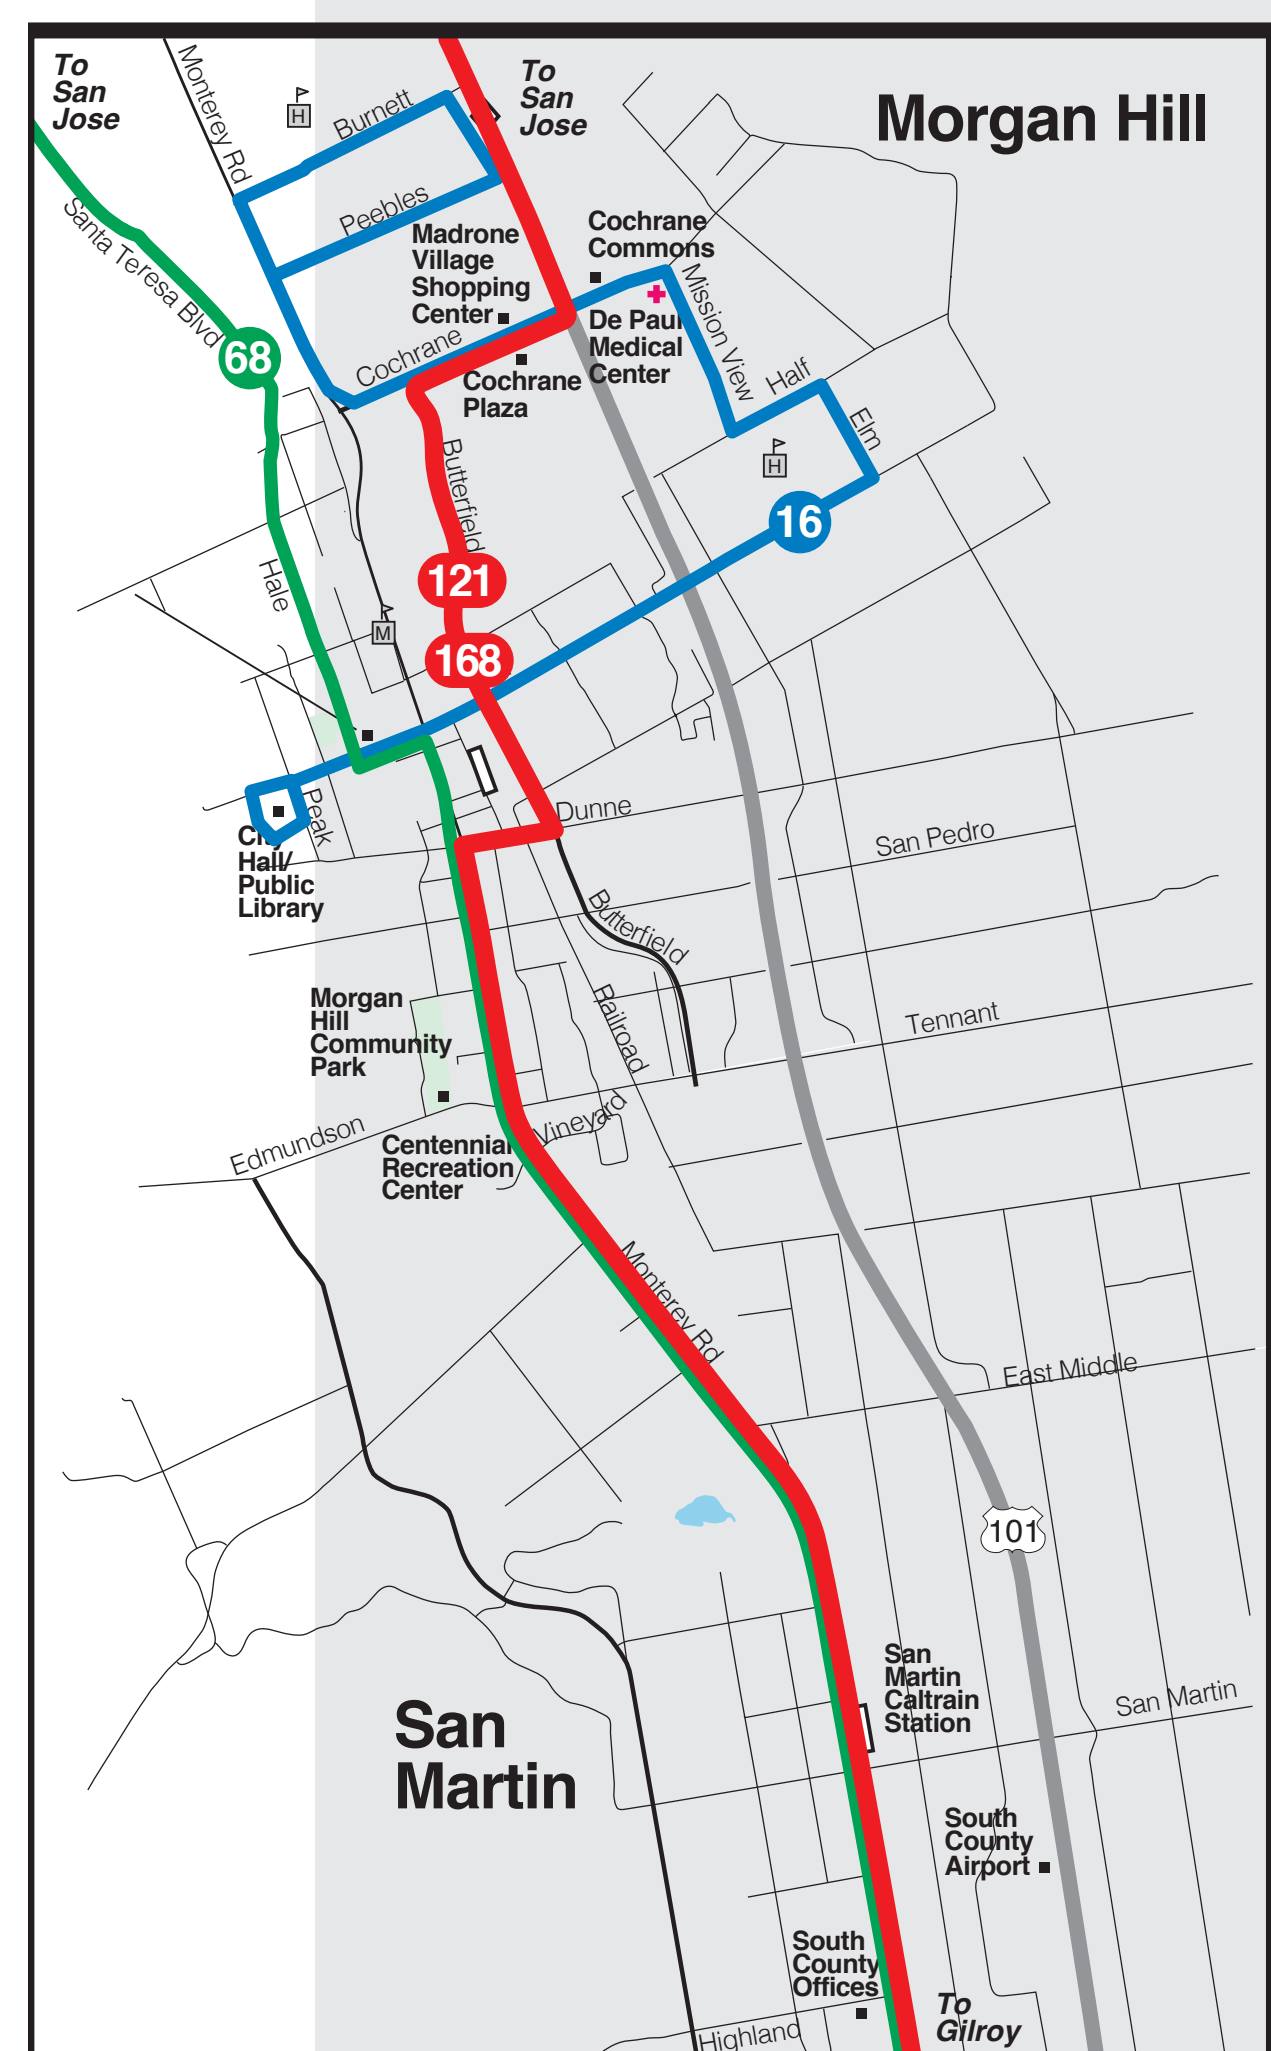 To
San
Jose
Monterey Rd
H
Burnett
To
San
Jose
Morgan Hill
Santa Teresa Blvd
Peebles
Madrone
Village
Shopping
Center
Cochrane
Commons
Mission View
De Paul
Medical
Center
68
Cochrane
Cochrane
Plaza
Half
Elm
H
Butterfield
16
Hale
121
M
168
Peak
Dunne
City
Hall/
Public
Library
San Pedro
Butterfield
Morgan
Hill
Community
Park
Railroad
Tennant
Edmundson
Vineyard
Centennial
Recreation
Center
Monterey Rd
East Middle
101
San
Martin
Caltrain
Station
San Martin
San
Martin
South
County
Airport
South
County
Offices
To
Gilroy
Highland